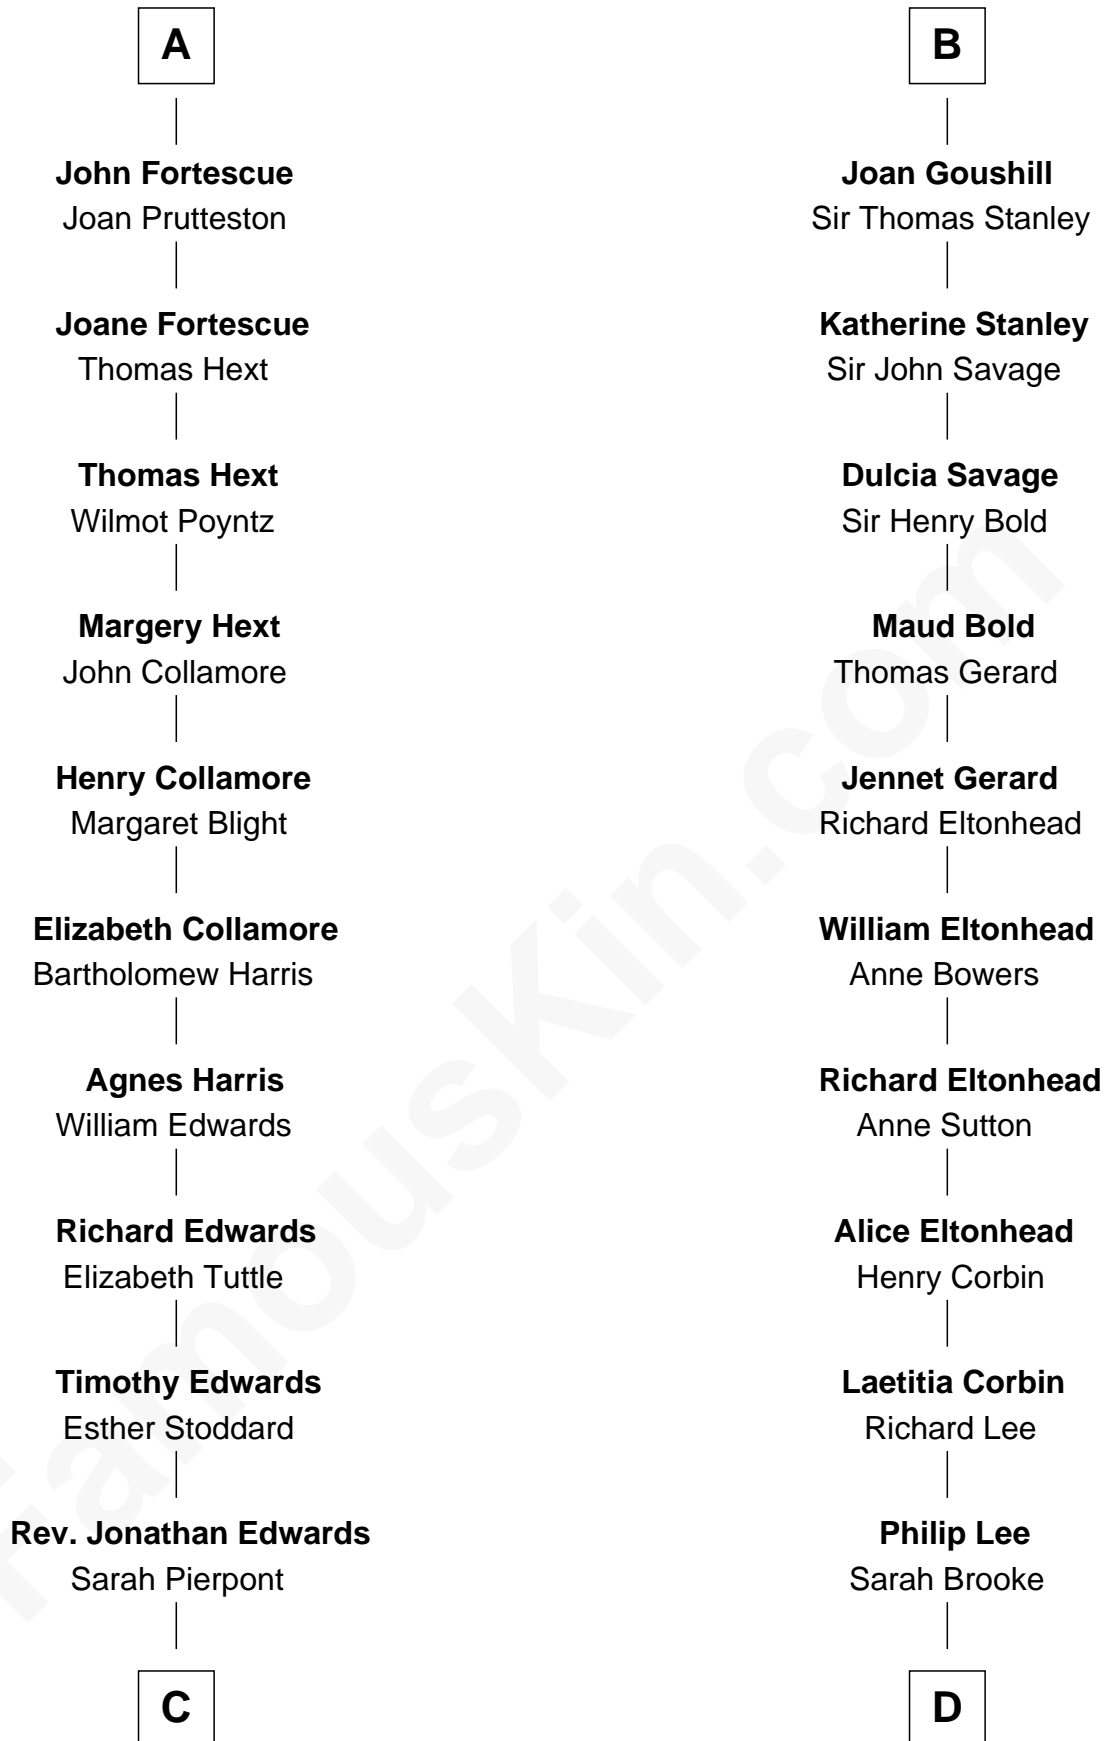 A
John Fortescue
Joan Prutteston
Joane Fortescue
Thomas Hext
Thomas Hext
Wilmot Poyntz
Margery Hext
John Collamore
Henry Collamore
Margaret Blight
Elizabeth Collamore
Bartholomew Harris
Agnes Harris
William Edwards
Richard Edwards
Elizabeth Tuttle
Timothy Edwards
Esther Stoddard
Rev. Jonathan Edwards
Sarah Pierpont
C
B
Joan Goushill
Sir Thomas Stanley
Katherine Stanley
Sir John Savage
Dulcia Savage
Sir Henry Bold
Maud Bold
Thomas Gerard
Jennet Gerard
Richard Eltonhead
William Eltonhead
Anne Bowers
Richard Eltonhead
Anne Sutton
Alice Eltonhead
Henry Corbin
Laetitia Corbin
Richard Lee
Philip Lee
Sarah Brooke
D
famouskin.com